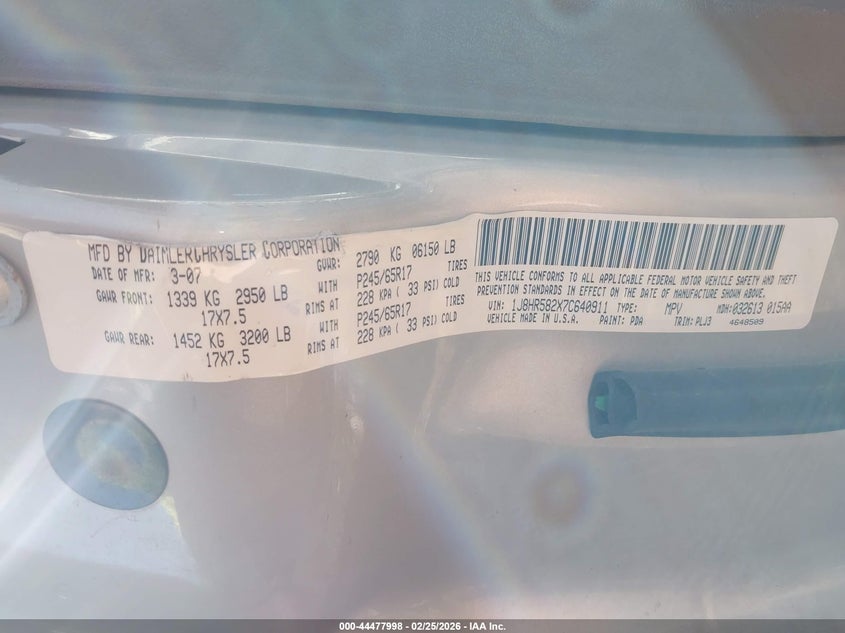 MFD BY DAIMLERCHRYSLER CORPORATION
DATE OF MFR: 3-07
GVWR: 2790 KG 06150 LB
GAWR FRONT: 1339 KG 2950 LB
WITH P245/65R17 TIRES
17X7.5
RIMS AT 228 KPA ( 33 PSI) COLD
GAWR REAR: 1452 KG 3200 LB
WITH P245/65R17 TIRES
17X7.5
RIMS AT 228 KPA ( 33 PSI) COLD
THIS VEHICLE CONFORMS TO ALL APPLICABLE FEDERAL MOTOR VEHICLE SAFETY AND THEFT
PREVENTION STANDARDS IN EFFECT ON THE DATE OF MANUFACTURE SHOWN ABOVE.
VIN: 1J8HR582X7C640911 TYPE: MPV MDH:032613 015AA
VEHICLE MADE IN U.S.A. PAINT: PDA TRIM: PLJ3 4648509
000-44477998 - 02/25/2026 - IAA Inc.